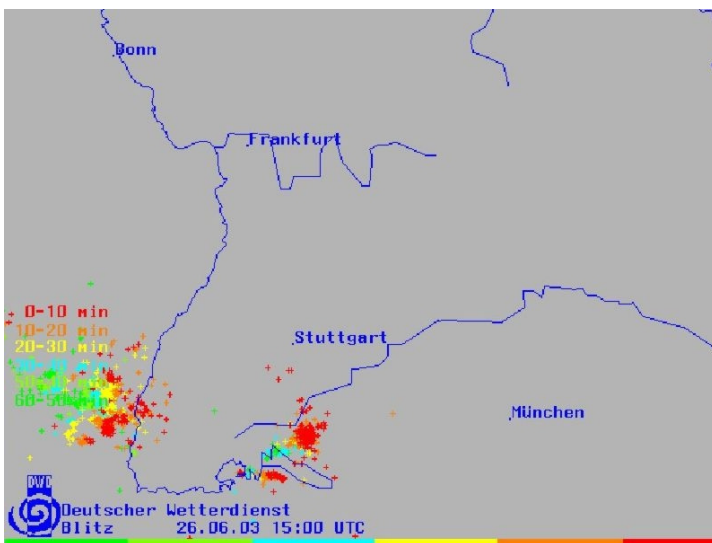 Bonn
Frankfurt
0-10 min
10-20 min
20-30 min
Stuttgart
München
DWD
Deutscher Wetterdienst
Blitz 26.06.03 15:00 UTC